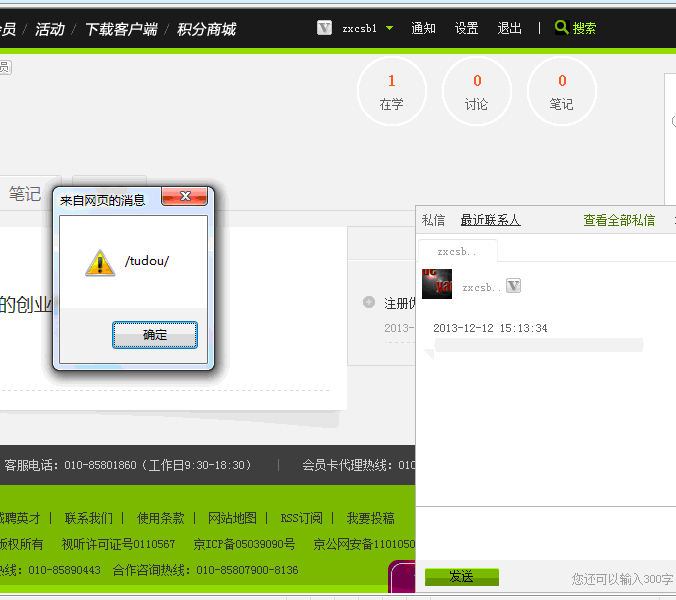 员 / 活动 / 下载客户端 / 积分商城
zxcsb1 通知 设置 退出 | 搜索
员
1 在学
0 讨论
0 笔记
笔记
来自网页的消息
/tudou/
确定
的创业
注册
2013-
私信 最近联系人 查看全部私信
zxcsb..
zxcsb.. V
2013-12-12 15:13:34
发送
您还可以输入300字
客服电话：010-85801860（工作日9:30-18:30） | 会员卡代理热线：010
聘英才 | 联系我们 | 使用条款 | 网站地图 | RSS订阅 | 我要投稿
版权所有 视听许可证号0110567 京ICP备05039090号 京公网安备1101050
热线：010-85890443 合作咨询热线：010-85807900-8136